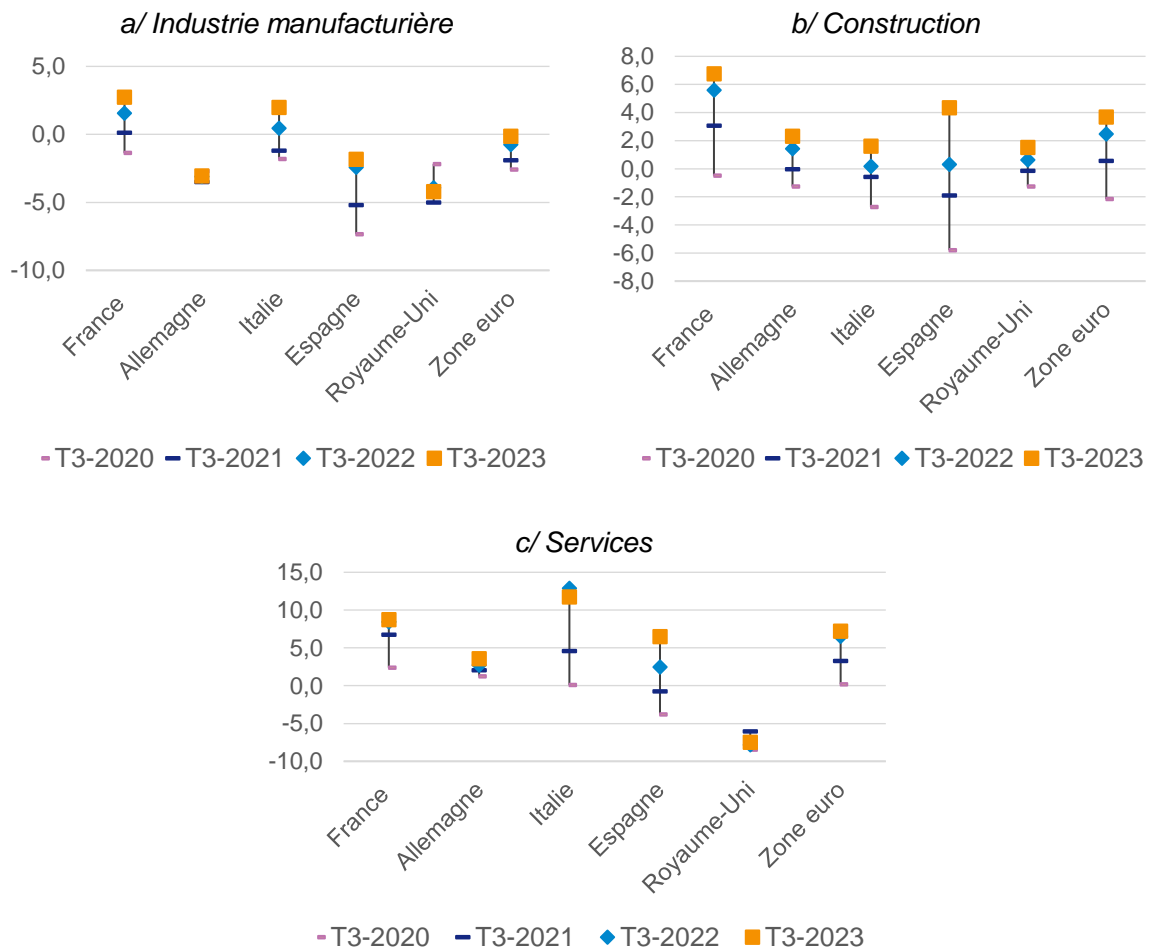 a/ Industrie manufacturière
5,0
0,0
-5,0
-10,0
France
Allemagne
Italie
Espagne
Royaume-Uni
Zone euro
T3-2020 T3-2021 T3-2022 T3-2023
b/ Construction
8,0
6,0
4,0
2,0
0,0
-2,0
-4,0
-6,0
-8,0
France
Allemagne
Italie
Espagne
Royaume-Uni
Zone euro
T3-2020 T3-2021 T3-2022 T3-2023
c/ Services
15,0
10,0
5,0
0,0
-5,0
-10,0
France
Allemagne
Italie
Espagne
Royaume-Uni
Zone euro
T3-2020 T3-2021 T3-2022 T3-2023